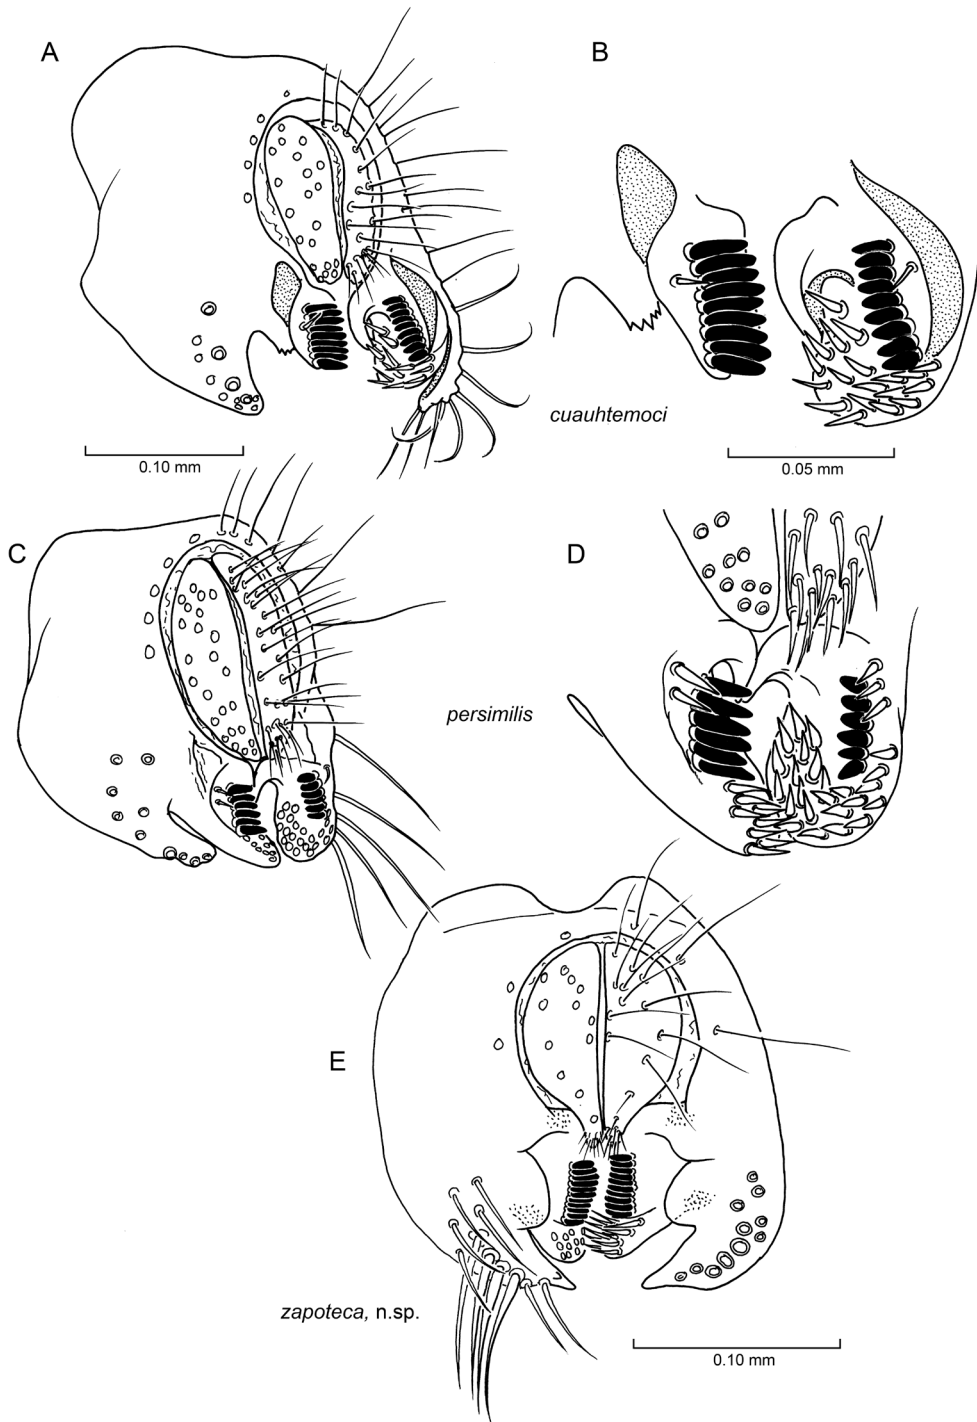 A
B
cuauhtemoci
0.10 mm
0.05 mm
C
D
persimilis
E
zapoteca, n.sp.
0.10 mm